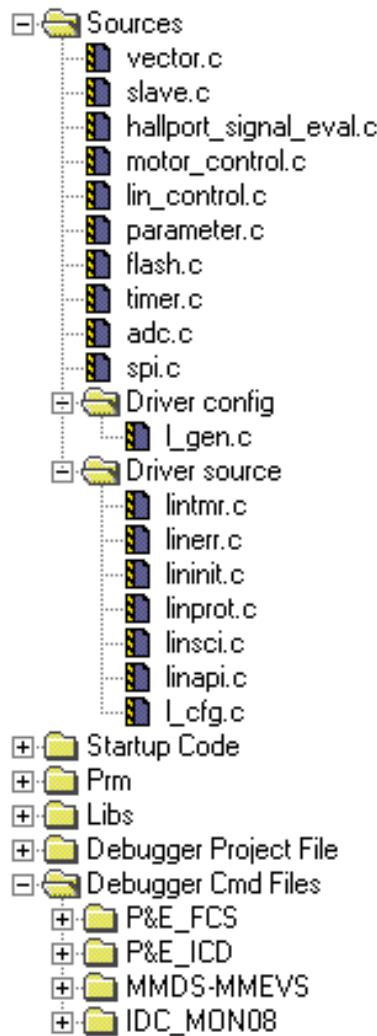 Sources
vector.c
slave.c
hallport_signal_eval.c
motor_control.c
lin_control.c
parameter.c
flash.c
timer.c
adc.c
spi.c
Driver config
l_gen.c
Driver source
lintmr.c
linerr.c
lininit.c
linprot.c
linsci.c
linapi.c
l_cfg.c
Startup Code
Prm
Libs
Debugger Project File
Debugger Cmd Files
P&E_FCS
P&E_ICD
MMDS-MMEVS
IDC_MON08